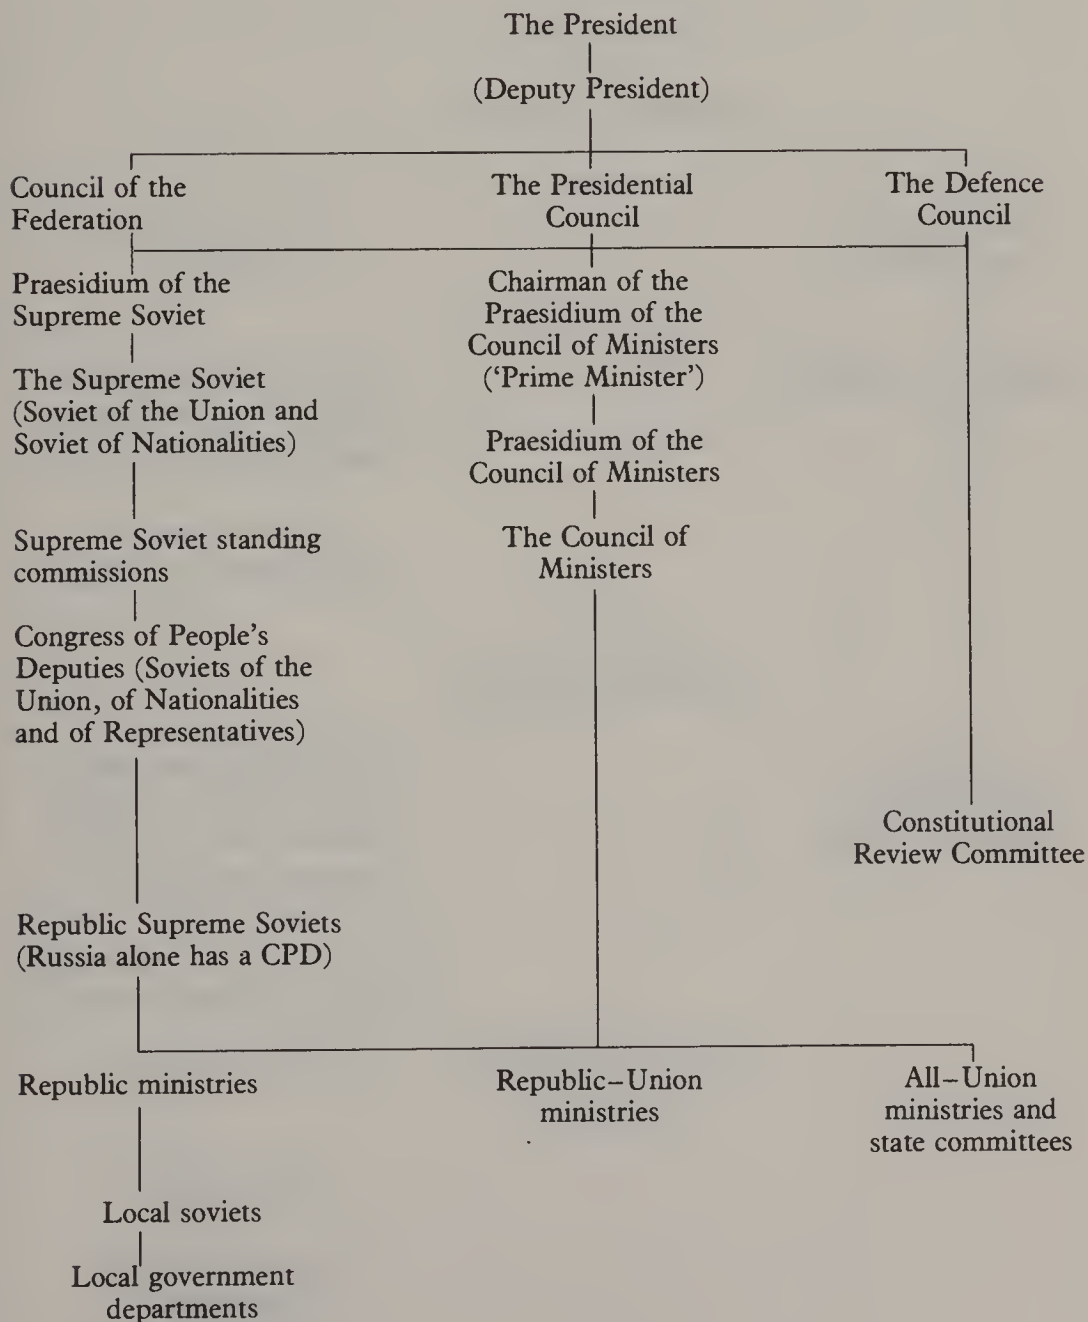 The President
(Deputy President)
Council of the
Federation
The Presidential
Council
The Defence
Council
Praesidium of the
Supreme Soviet
The Supreme Soviet
(Soviet of the Union and
Soviet of Nationalities)
Supreme Soviet standing
commissions
Congress of People's
Deputies (Soviets of the
Union, of Nationalities
and of Representatives)
Chairman of the
Praesidium of the
Council of Ministers
(‘Prime Minister’)
Praesidium of the
Council of Ministers
The Council of
Ministers
Constitutional
Review Committee
Republic Supreme Soviets
(Russia alone has a CPD)
Republic ministries
Republic–Union
ministries
All–Union
ministries and
state committees
Local soviets
Local government
departments